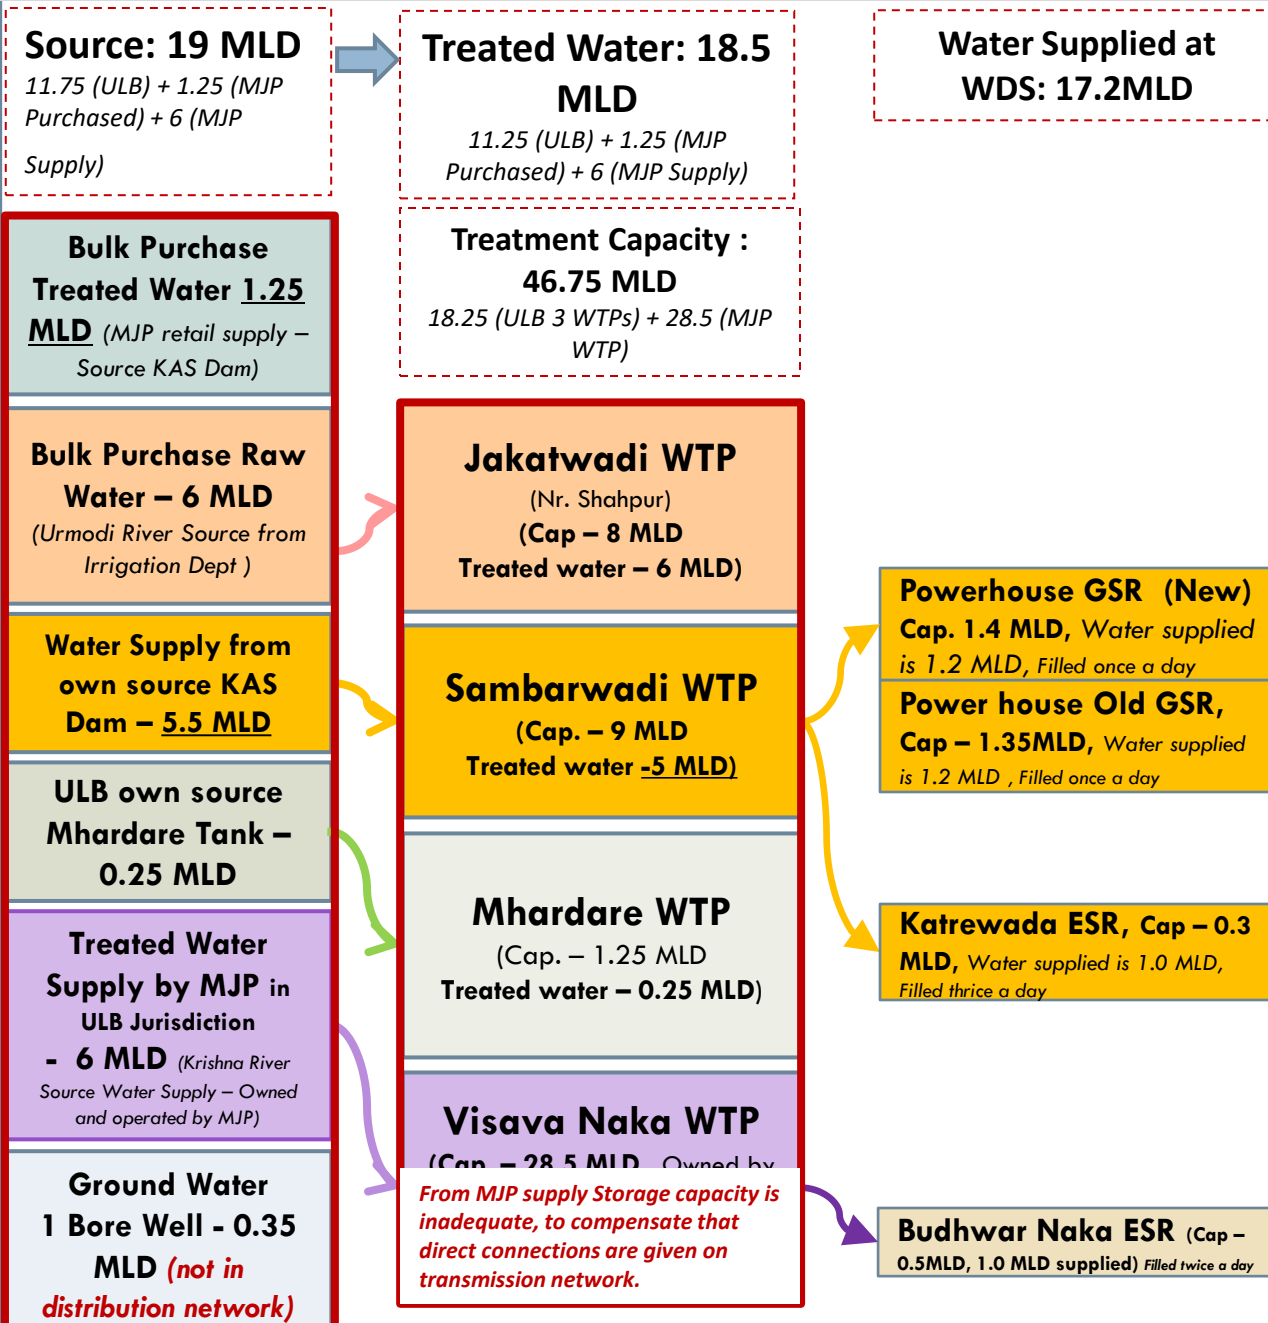 Source: 19 MLD
11.75 (ULB) + 1.25 (MJP
Purchased) + 6 (MJP
Supply)
Treated Water: 18.5
MLD
11.25 (ULB) + 1.25 (MJP
Purchased) + 6 (MJP Supply)
Water Supplied at
WDS: 17.2MLD
Treatment Capacity :
46.75 MLD
18.25 (ULB 3 WTPs) + 28.5 (MJP
WTP)
Bulk Purchase
Treated Water 1.25
MLD (MJP retail supply –
Source KAS Dam)
Bulk Purchase Raw
Water – 6 MLD
(Urmodi River Source from
Irrigation Dept )
Water Supply from
own source KAS
Dam – 5.5 MLD
ULB own source
Mhardare Tank –
0.25 MLD
Treated Water
Supply by MJP in
ULB Jurisdiction
- 6 MLD (Krishna River
Source Water Supply – Owned
and operated by MJP)
Ground Water
1 Bore Well - 0.35
MLD (not in
distribution network)
Jakatwadi WTP
(Nr. Shahpur)
(Cap – 8 MLD
Treated water – 6 MLD)
Sambarwadi WTP
(Cap. – 9 MLD
Treated water -5 MLD)
Mhardare WTP
(Cap. – 1.25 MLD
Treated water – 0.25 MLD)
Visava Naka WTP
(Cap. – 28.5 MLD, Owned by
From MJP supply Storage capacity is
inadequate, to compensate that
direct connections are given on
transmission network.
Powerhouse GSR (New)
Cap. 1.4 MLD, Water supplied
is 1.2 MLD, Filled once a day
Power house Old GSR,
Cap – 1.35MLD, Water supplied
is 1.2 MLD , Filled once a day
Katrewada ESR, Cap – 0.3
MLD, Water supplied is 1.0 MLD,
Filled thrice a day
Budhwar Naka ESR (Cap –
0.5MLD, 1.0 MLD supplied) Filled twice a day